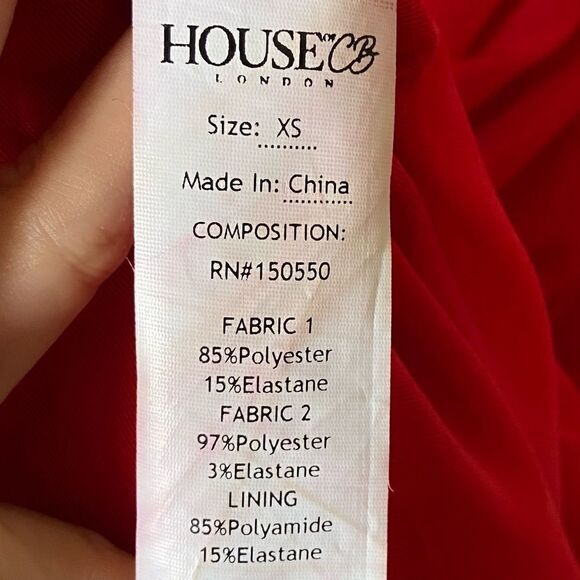 HOUSE OF CB
LONDON
Size: XS
Made In: China
COMPOSITION:
RN#150550
FABRIC 1
85%Polyester
15%Elastane
FABRIC 2
97%Polyester
3%Elastane
LINING
85%Polyamide
15%Elastane